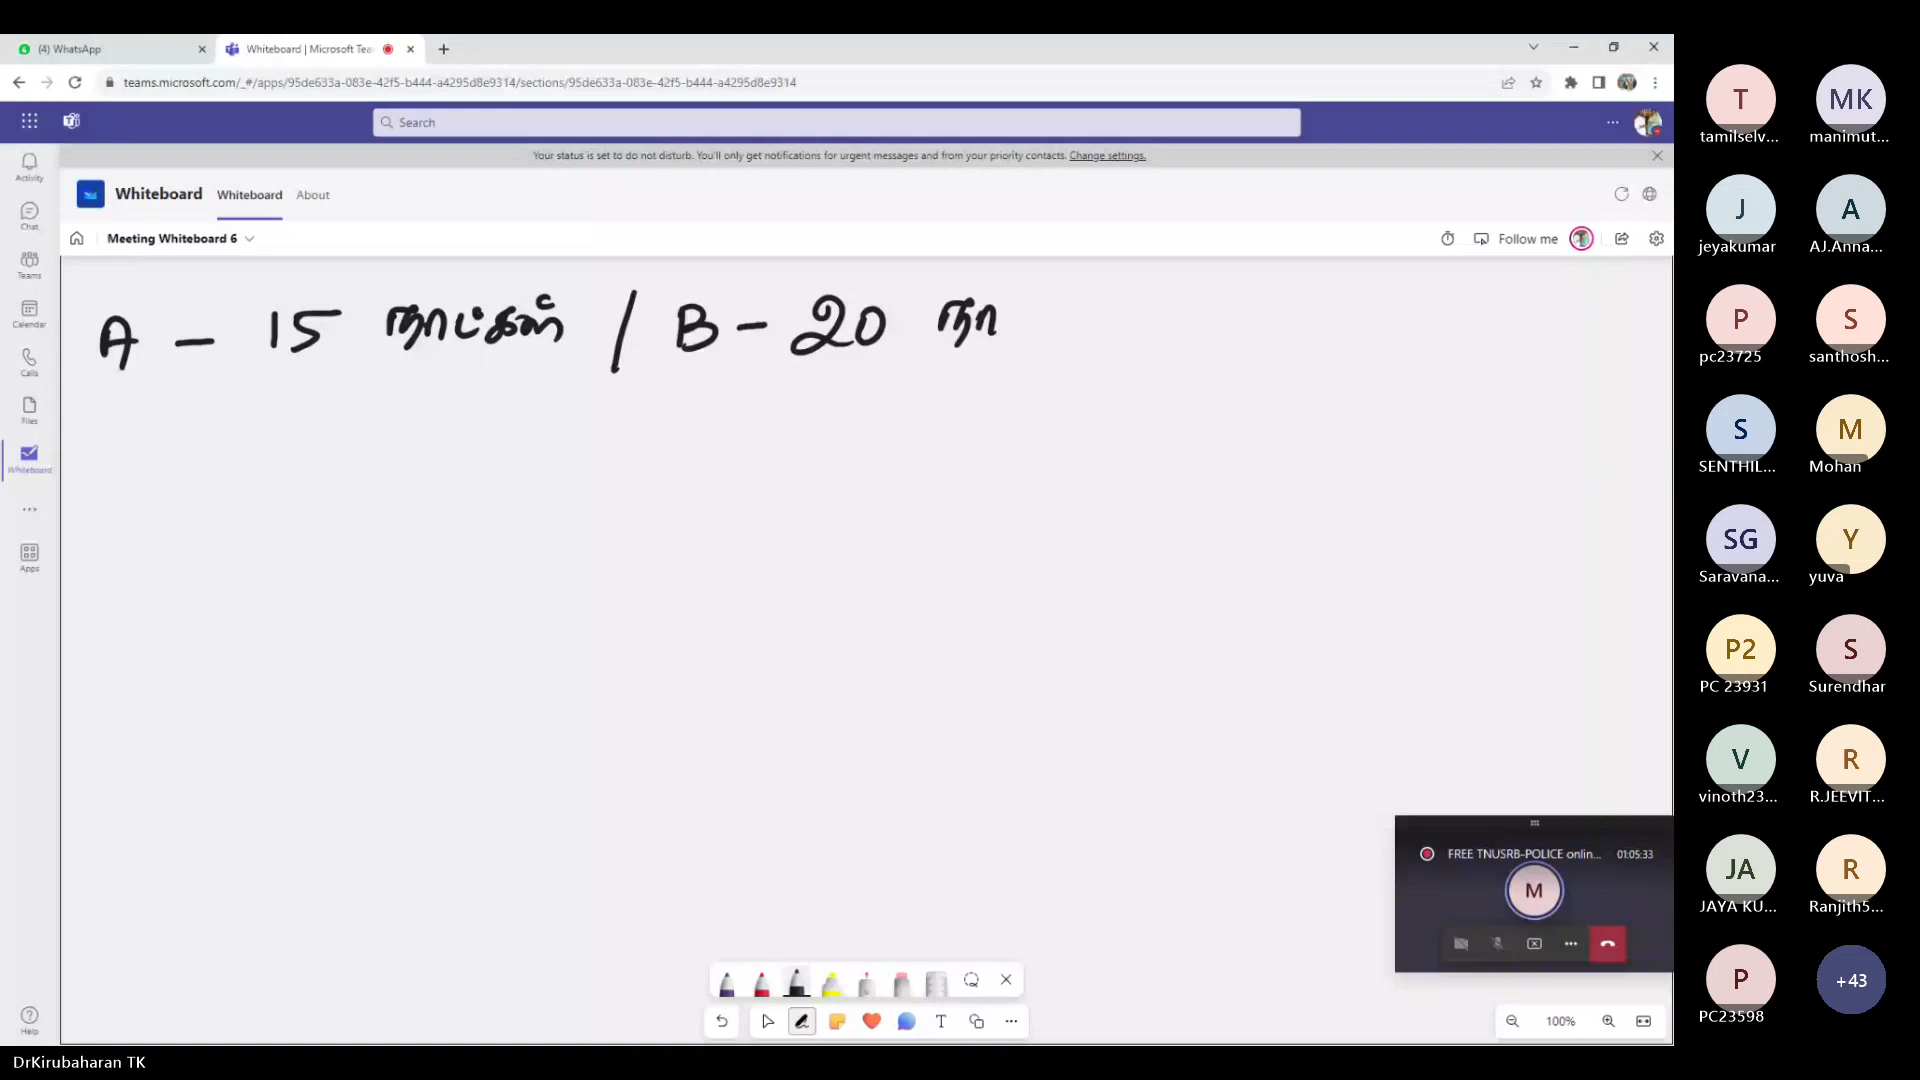 (4) WhatsApp
Whiteboard | Microsoft Tea
teams.microsoft.com/_#/apps/95de633a-083e-42f5-b444-a4295d8e9314/sections/95de633a-083e-42f5-b444-a4295d8e9314
Search
Your status is set to do not disturb. You'll only get notifications for urgent messages and from your priority contacts. Change settings.
Activity
Chat
Teams
Calendar
Calls
Files
Whiteboard
Apps
Help
Whiteboard Whiteboard About
Meeting Whiteboard 6
Follow me
A - 15 நாட்கள் / B - 20 நா
FREE TNUSRB-POLICE onlin... 01:05:33
M
T
100%
T MK
tamilselv... manimut...
J A
jeyakumar AJ.Anna...
P S
pc23725 santhosh...
S M
SENTHIL... Mohan
SG Y
Saravana... yuva
P2 S
PC 23931 Surendhar
V R
vinoth23... R.JEEVIT...
JA R
JAYA KU... Ranjith5...
P +43
PC23598
DrKirubaharan TK